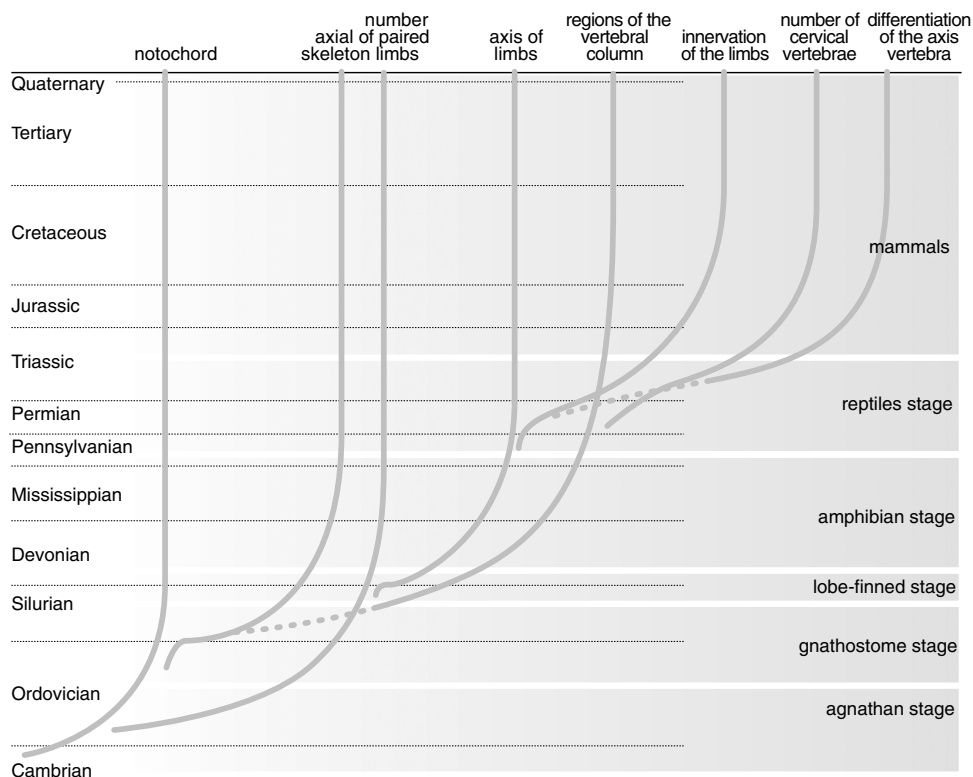 number
axial of paired
skeleton limbs
regions of the
vertebral
column
number of
cervical
vertebrae
differentiation
of the axis
vertebra
notochord
axis of
limbs
innervation
of the limbs
Quaternary
Tertiary
Cretaceous
mammals
Jurassic
Triassic
reptiles stage
Permian
Pennsylvanian
Mississippian
amphibian stage
Devonian
lobe-finned stage
Silurian
gnathostome stage
Ordovician
agnathan stage
Cambrian